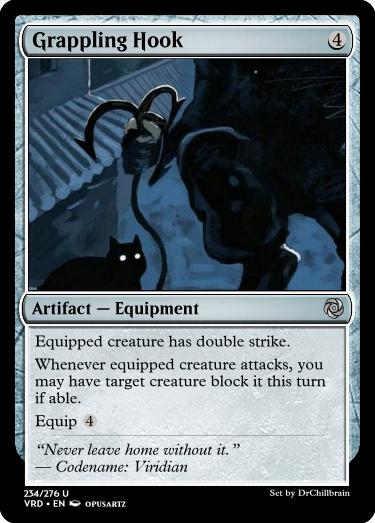 Grappling Hook 4
Artifact — Equipment
Equipped creature has double strike.
Whenever equipped creature attacks, you
may have target creature block it this turn
if able.
Equip 4
“Never leave home without it.”
— Codename: Viridian
234/276 U
VRD • EN OPUSARTZ
Set by DrChillbrain